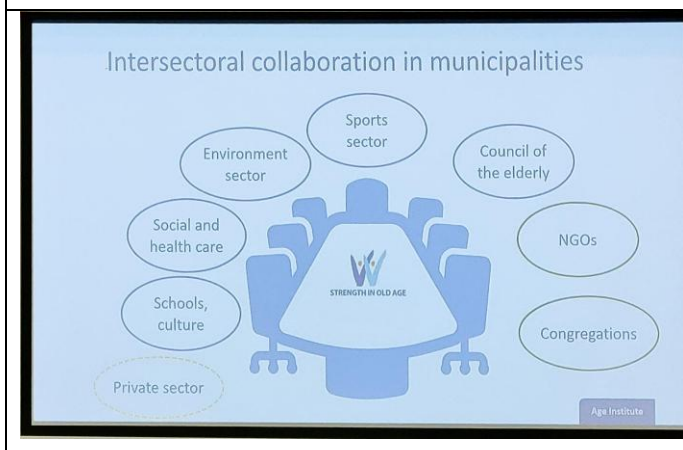 Intersectoral collaboration in municipalities
Sports
sector
Environment
sector
Council of
the elderly
Social and
health care
NGOs
STRENGTH IN OLD AGE
Schools,
culture
Congregations
Private sector
Age Institute